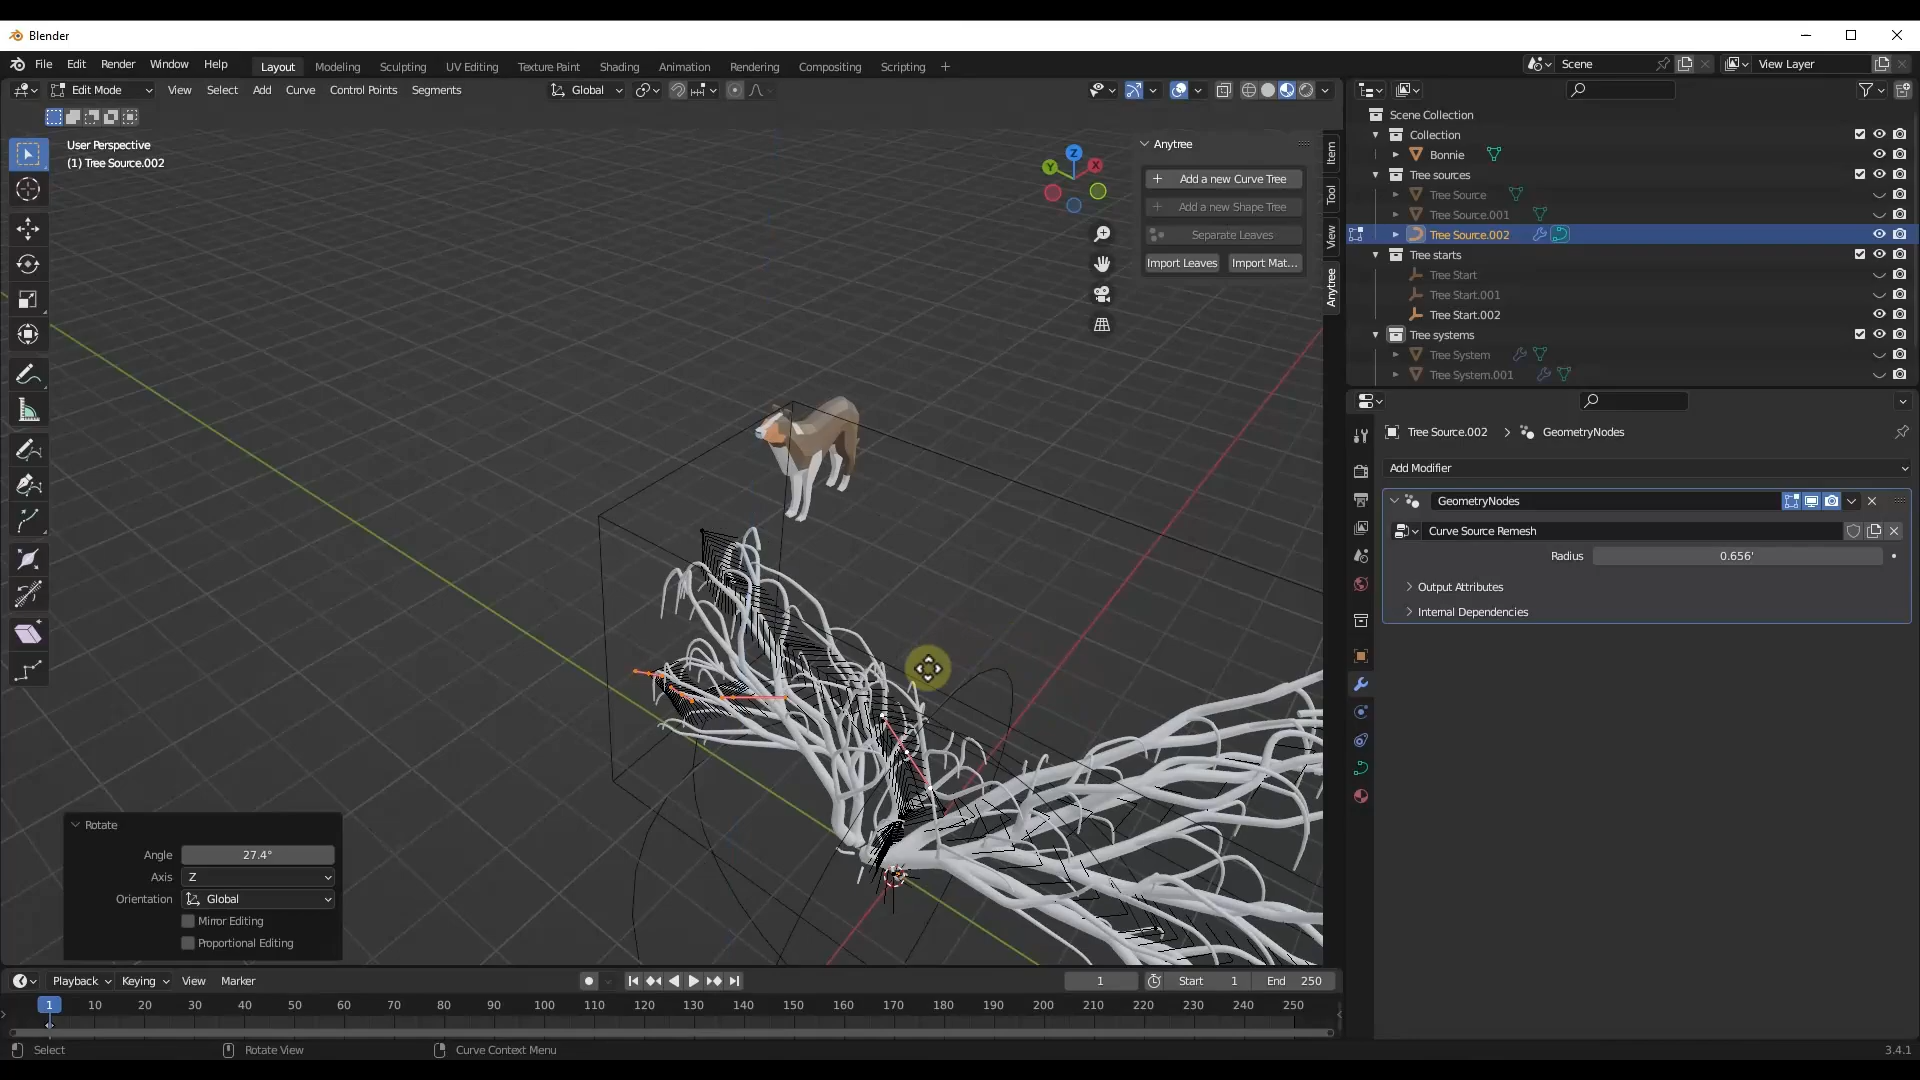 Blender
File Edit Render Window Help Layout Modeling Sculpting UV Editing Texture Paint Shading Animation Rendering Compositing Scripting + Scene View Layer
Edit Mode View Select Add Curve Control Points Segments Global
User Perspective
(1) Tree Source.002
Z
Y
X
Anytree
Add a new Curve Tree
Add a new Shape Tree
Separate Leaves
Import Leaves Import Mat...
Item
Tool
View
Anytree
Scene Collection
Collection
Bonnie
Tree sources
Tree Source
Tree Source.001
Tree Source.002
Tree starts
Tree Start
Tree Start.001
Tree Start.002
Tree systems
Tree System
Tree System.001
Tree Source.002 GeometryNodes
Add Modifier
GeometryNodes
Curve Source Remesh
Radius 0.656'
Output Attributes
Internal Dependencies
Rotate
Angle 27.4°
Axis Z
Orientation Global
Mirror Editing
Proportional Editing
Playback Keying View Marker 1 Start 1 End 250
1 10 20 30 40 50 60 70 80 90 100 110 120 130 140 150 160 170 180 190 200 210 220 230 240 250
Select Rotate View Curve Context Menu 3.4.1